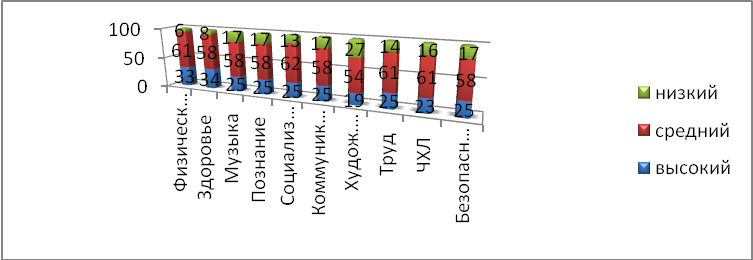 100
50
0
6 8 17 17 13 17 27 14 16 17
61 58 58 58 62 58 54 61 61 58
33 34 25 25 25 25 19 25 23 25
Физическ...
Здоровье
Музыка
Познание
Социализ...
Коммуник...
Худож...
Труд
ЧХЛ
Безопасн...
низкий
средний
высокий